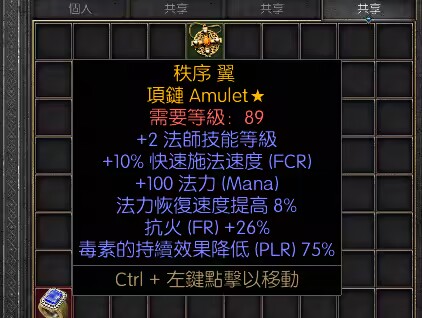 個人 共享 共享 共享
秩序 翼
項鏈 Amulet★
需要等級: 89
+2 法師技能等級
+10% 快速施法速度 (FCR)
+100 法力 (Mana)
法力恢復速度提高 8%
抗火 (FR) +26%
毒素的持續效果降低 (PLR) 75%
Ctrl + 左鍵點擊以移動